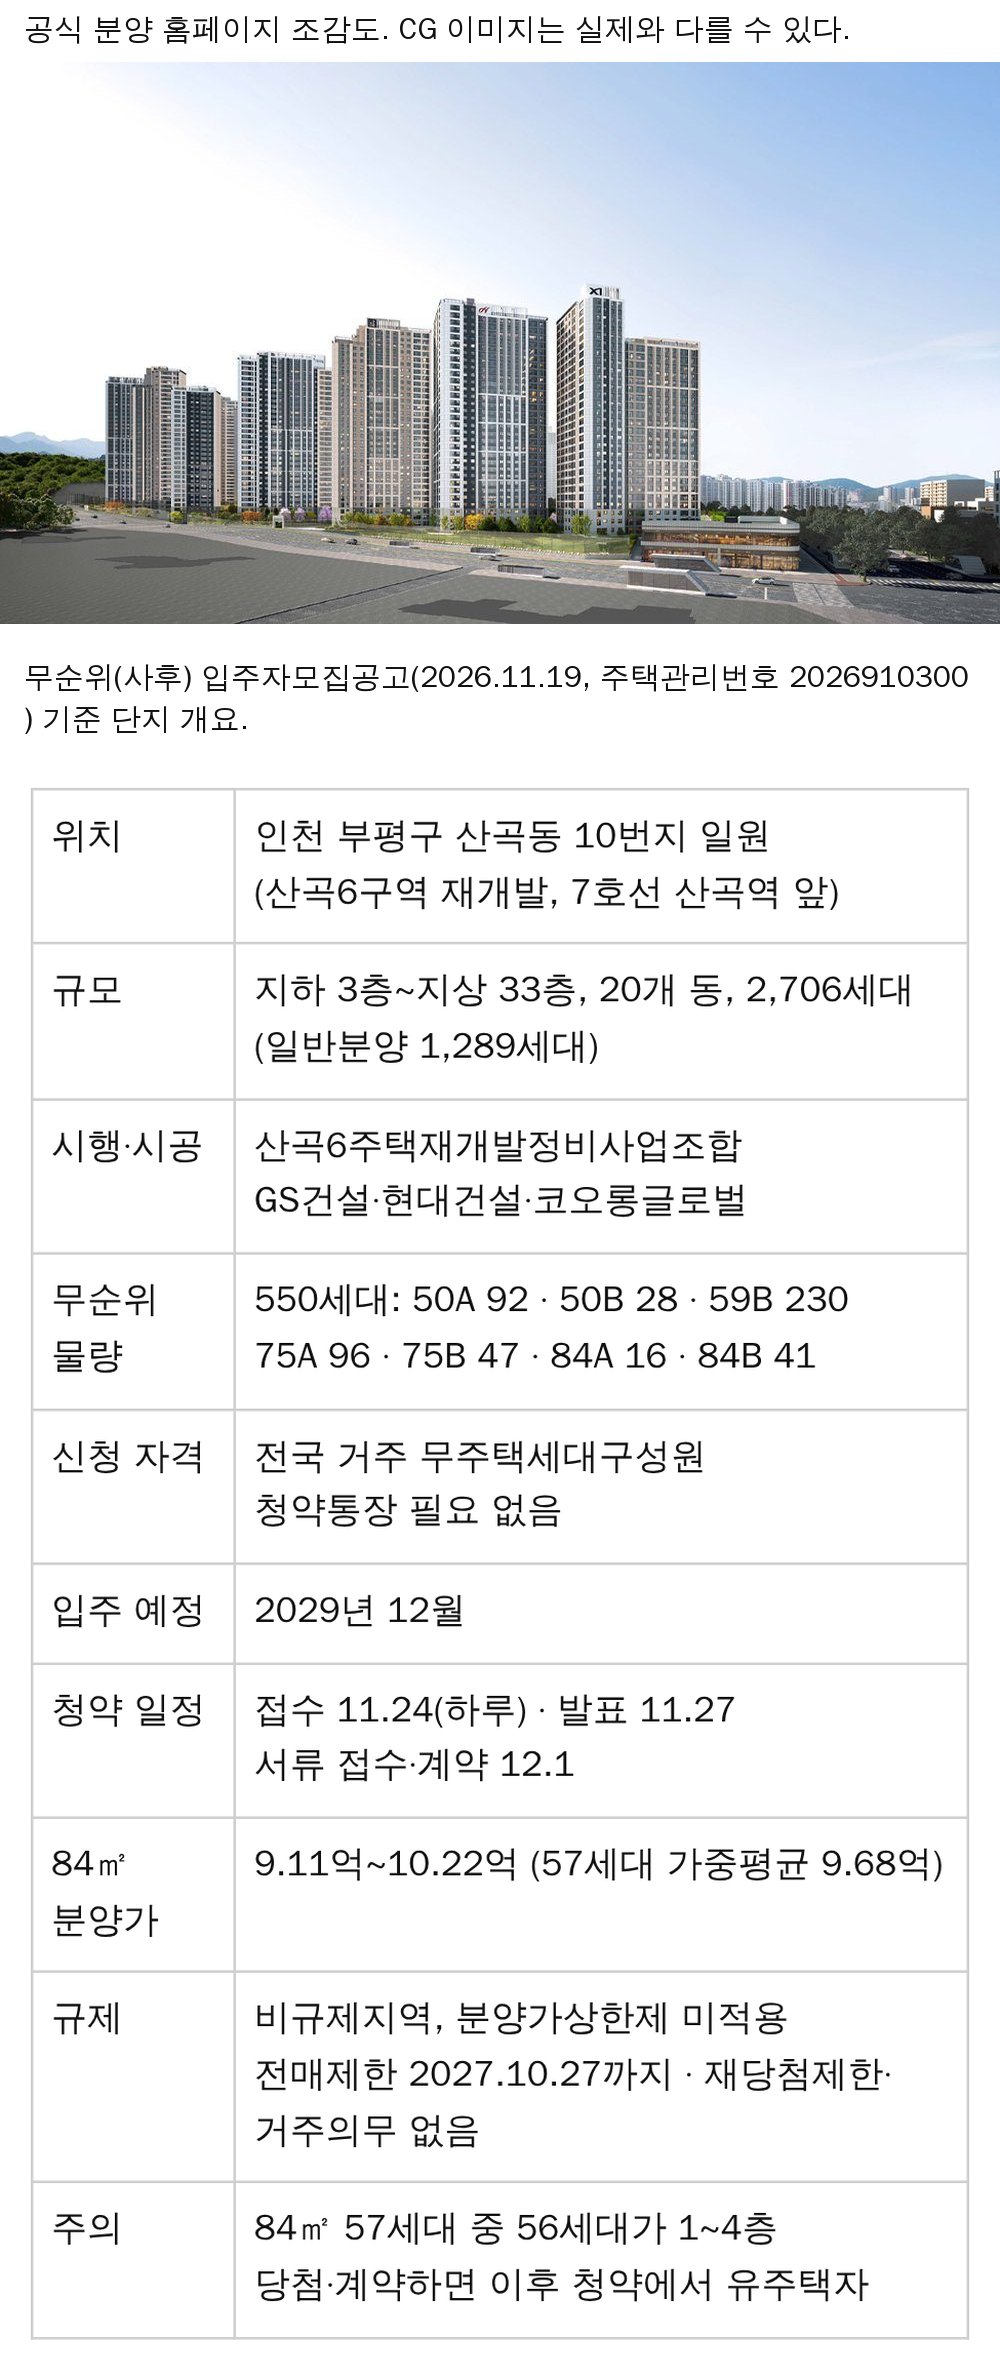 공식 분양 홈페이지 조감도. CG 이미지는 실제와 다를 수 있다.
XI
H
무순위(사후) 입주자모집공고(2026.11.19, 주택관리번호 2026910300
) 기준 단지 개요.
위치
인천 부평구 산곡동 10번지 일원
(산곡6구역 재개발, 7호선 산곡역 앞)
규모
지하 3층~지상 33층, 20개 동, 2,706세대
(일반분양 1,289세대)
시행·시공
산곡6주택재개발정비사업조합
GS건설·현대건설·코오롱글로벌
무순위
물량
550세대: 50A 92 · 50B 28 · 59B 230
75A 96 · 75B 47 · 84A 16 · 84B 41
신청 자격
전국 거주 무주택세대구성원
청약통장 필요 없음
입주 예정
2029년 12월
청약 일정
접수 11.24(하루) · 발표 11.27
서류 접수·계약 12.1
84㎡
분양가
9.11억~10.22억 (57세대 가중평균 9.68억)
규제
비규제지역, 분양가상한제 미적용
전매제한 2027.10.27까지 · 재당첨제한·
거주의무 없음
주의
84㎡ 57세대 중 56세대가 1~4층
당첨·계약하면 이후 청약에서 유주택자